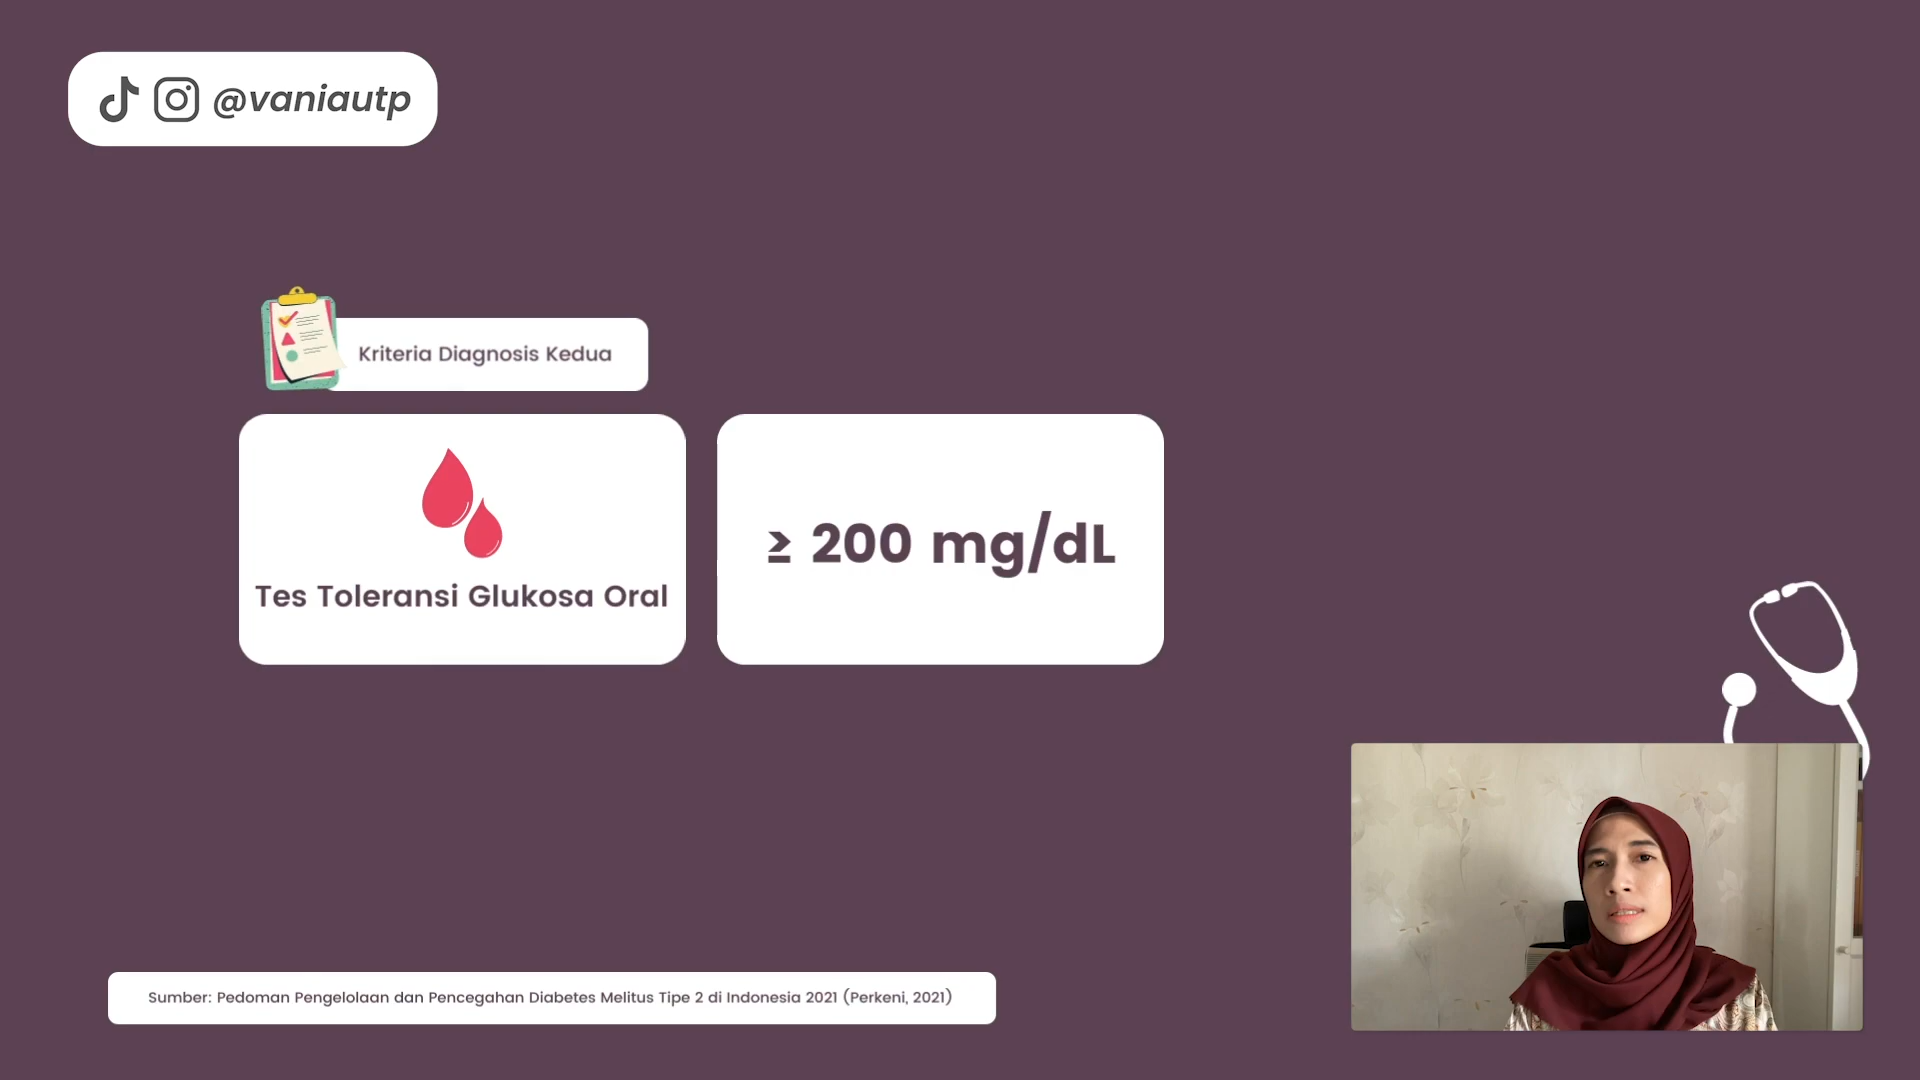 @vaniautp
Kriteria Diagnosis Kedua
Tes Toleransi Glukosa Oral
≥ 200 mg/dL
Sumber: Pedoman Pengelolaan dan Pencegahan Diabetes Melitus Tipe 2 di Indonesia 2021 (Perkeni, 2021)